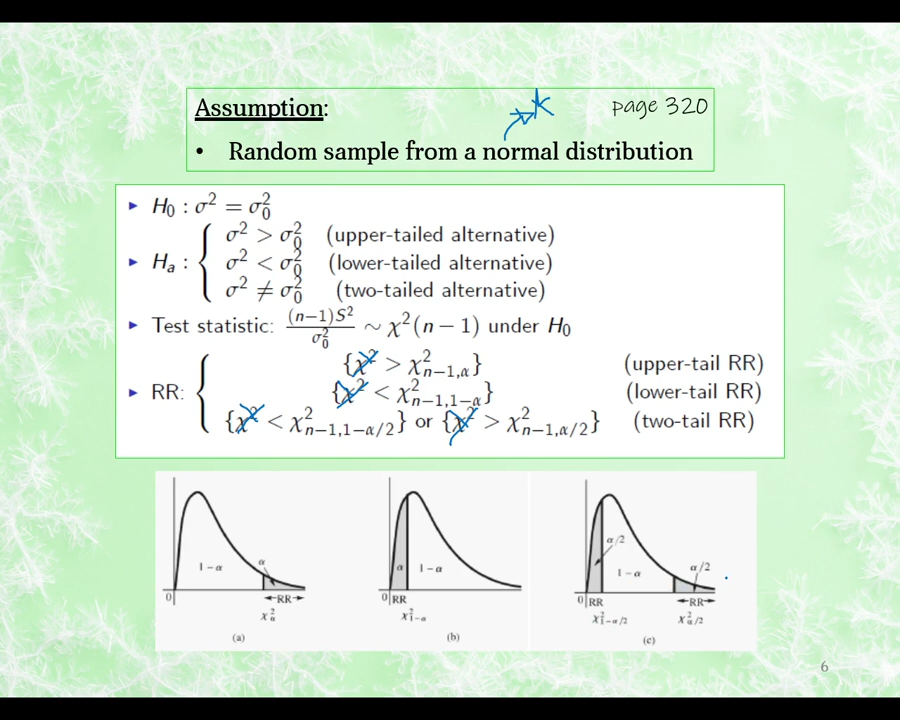 Assumption:
page 320
• Random sample from a normal distribution
► H₀ : σ² = σ₀²
► Hₐ : { σ² > σ₀² (upper-tailed alternative)
σ² < σ₀² (lower-tailed alternative)
σ² ≠ σ₀² (two-tailed alternative)
► Test statistic: (n−1)S²/σ₀² ~ χ²(n − 1) under H₀
► RR: { {χ² > χ²ₙ₋₁,α} (upper-tail RR)
{χ² < χ²ₙ₋₁,₁₋α} (lower-tail RR)
{χ² < χ²ₙ₋₁,₁₋α/₂} or {χ² > χ²ₙ₋₁,α/₂} (two-tail RR)
1 − α α
0 ←RR→
χ²α
(a)
α 1 − α
0 RR
χ²₁₋α
(b)
α/2
1 − α α/2
0 RR ←RR→
χ²₁₋α/₂ χ²α/₂
(c)
6